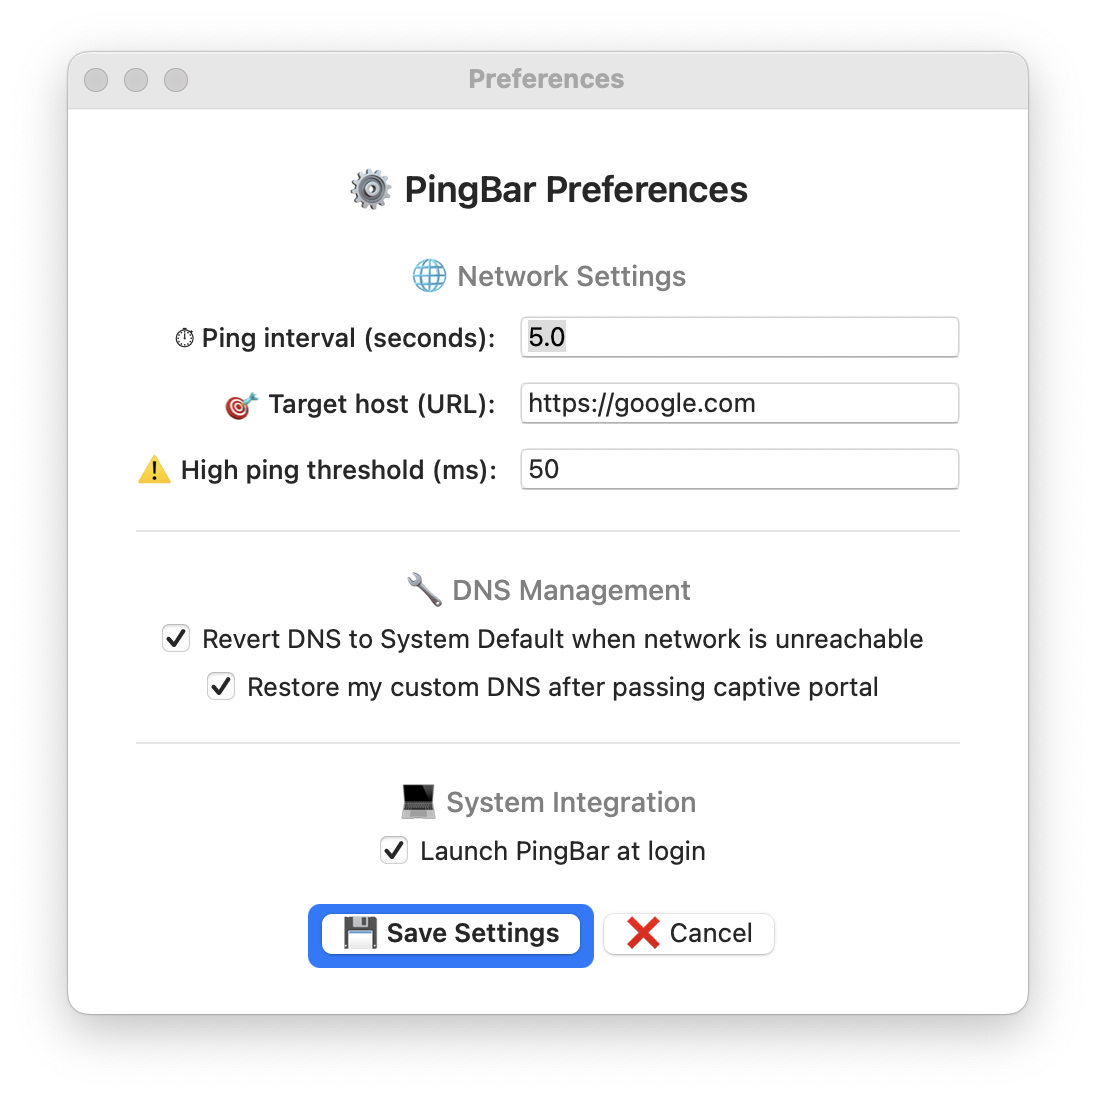 Preferences
PingBar Preferences
Network Settings
Ping interval (seconds): 5.0
Target host (URL): https://google.com
High ping threshold (ms): 50
DNS Management
Revert DNS to System Default when network is unreachable
Restore my custom DNS after passing captive portal
System Integration
Launch PingBar at login
Save Settings Cancel